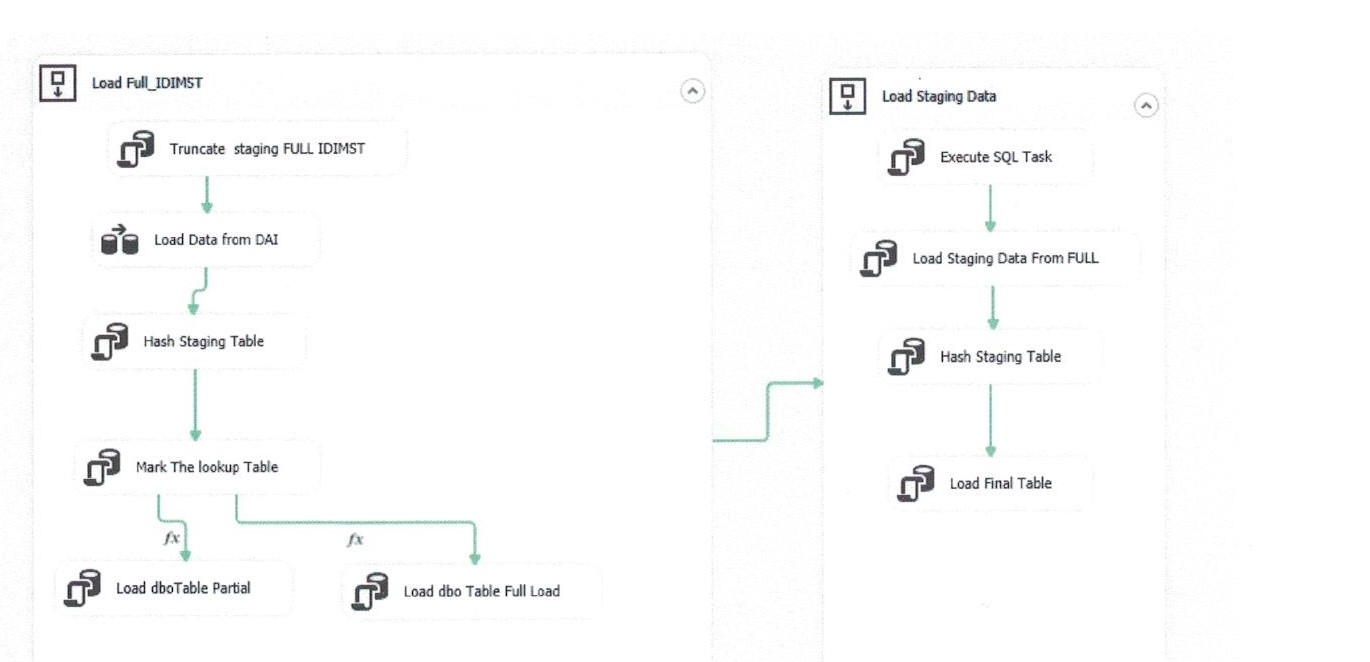 Load Full_IDIMST
Truncate  staging FULL IDIMST
Load Data from DAI
Hash Staging Table
Mark The lookup Table
fx
fx
Load dboTable Partial
Load dbo Table Full Load
Load Staging Data
Execute SQL Task
Load Staging Data From FULL
Hash Staging Table
Load Final Table